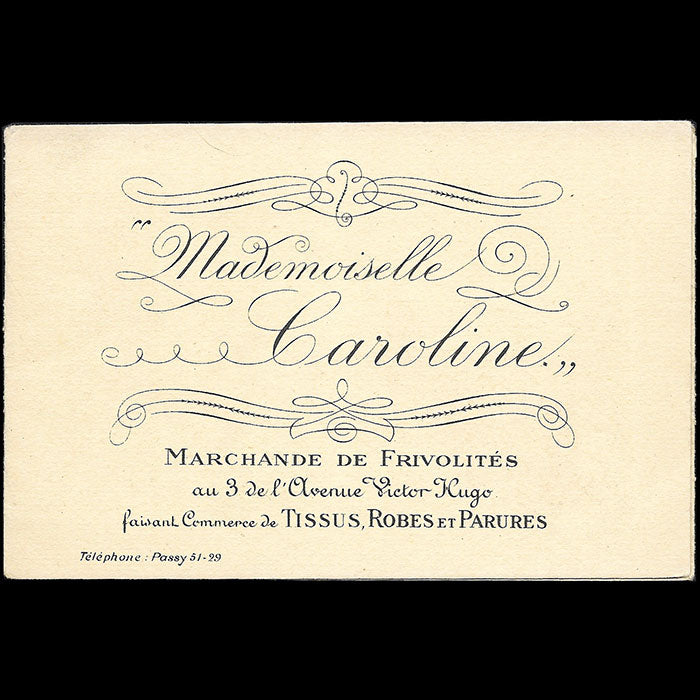 “Mademoiselle
Caroline.„
MARCHANDE DE FRIVOLITÉS
au 3 de l'Avenue Victor Hugo
faisant Commerce de TISSUS, ROBES ET PARURES
Téléphone : Passy 51-29